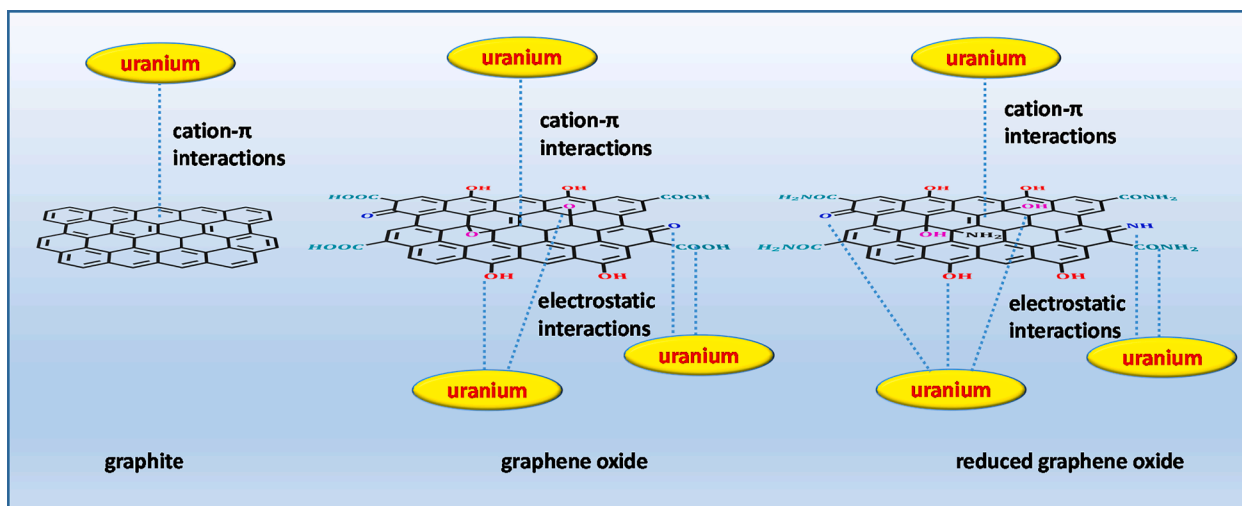 uranium
cation-π
interactions
graphite
uranium
cation-π
interactions
OH
OH
HOOC
COOH
O
O
O
O
HOOC
COOH
OH
OH
electrostatic
interactions
uranium
uranium
graphene oxide
uranium
cation-π
interactions
OH
OH
H₂NOC
CONH₂
OH
O
OH
NH₂
NH
H₂NOC
CONH₂
OH
OH
electrostatic
interactions
uranium
uranium
reduced graphene oxide